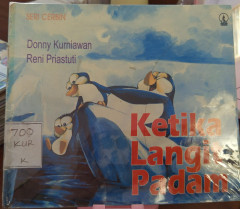 Donny Kurniawan
Reni Priastuti
700
KUR
K
Ketika
Langit
Padam